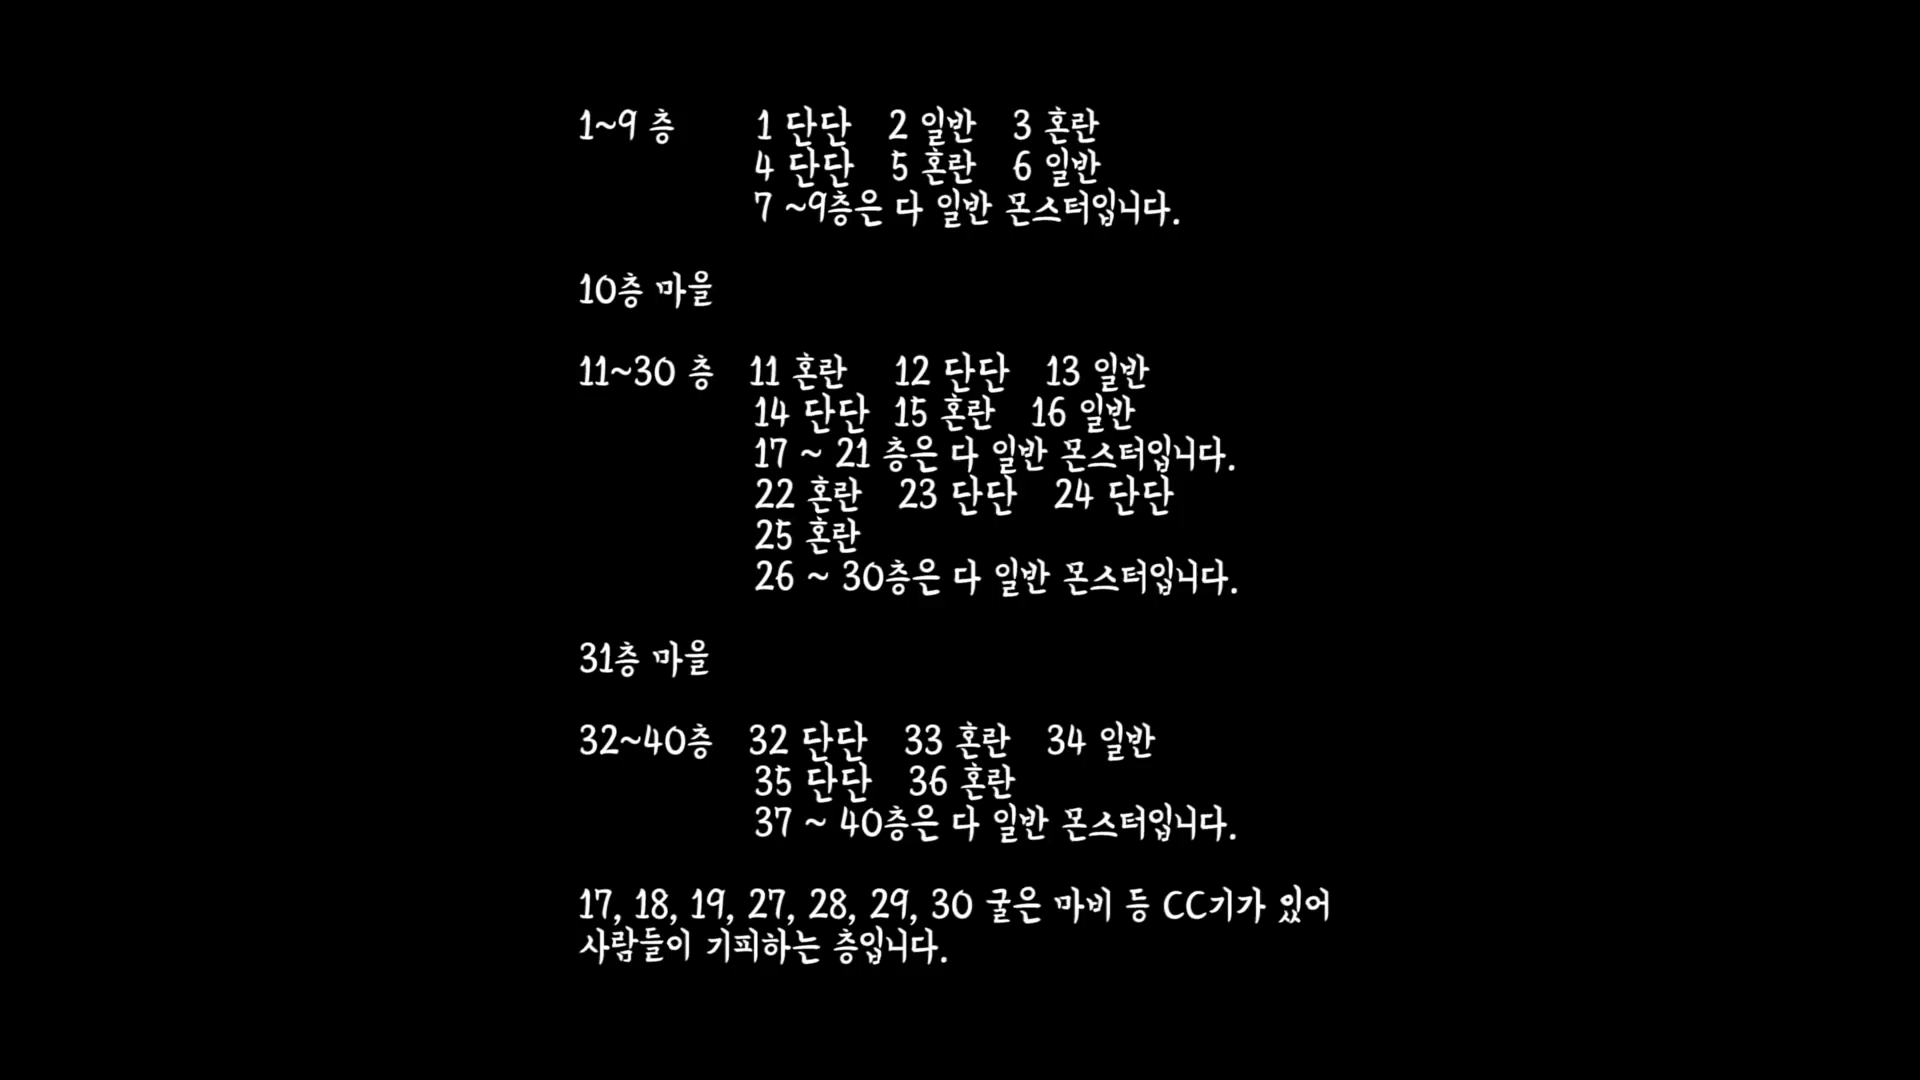 1~9 층 1 단단 2 일반 3 혼란
4 단단 5 혼란 6 일반
7 ~9층은 다 일반 몬스터입니다.
10층 마을
11~30 층 11 혼란 12 단단 13 일반
14 단단 15 혼란 16 일반
17 ~ 21 층은 다 일반 몬스터입니다.
22 혼란 23 단단 24 단단
25 혼란
26 ~ 30층은 다 일반 몬스터입니다.
31층 마을
32~40층 32 단단 33 혼란 34 일반
35 단단 36 혼란
37 ~ 40층은 다 일반 몬스터입니다.
17, 18, 19, 27, 28, 29, 30 굴은 마비 등 CC기가 있어
사람들이 기피하는 층입니다.